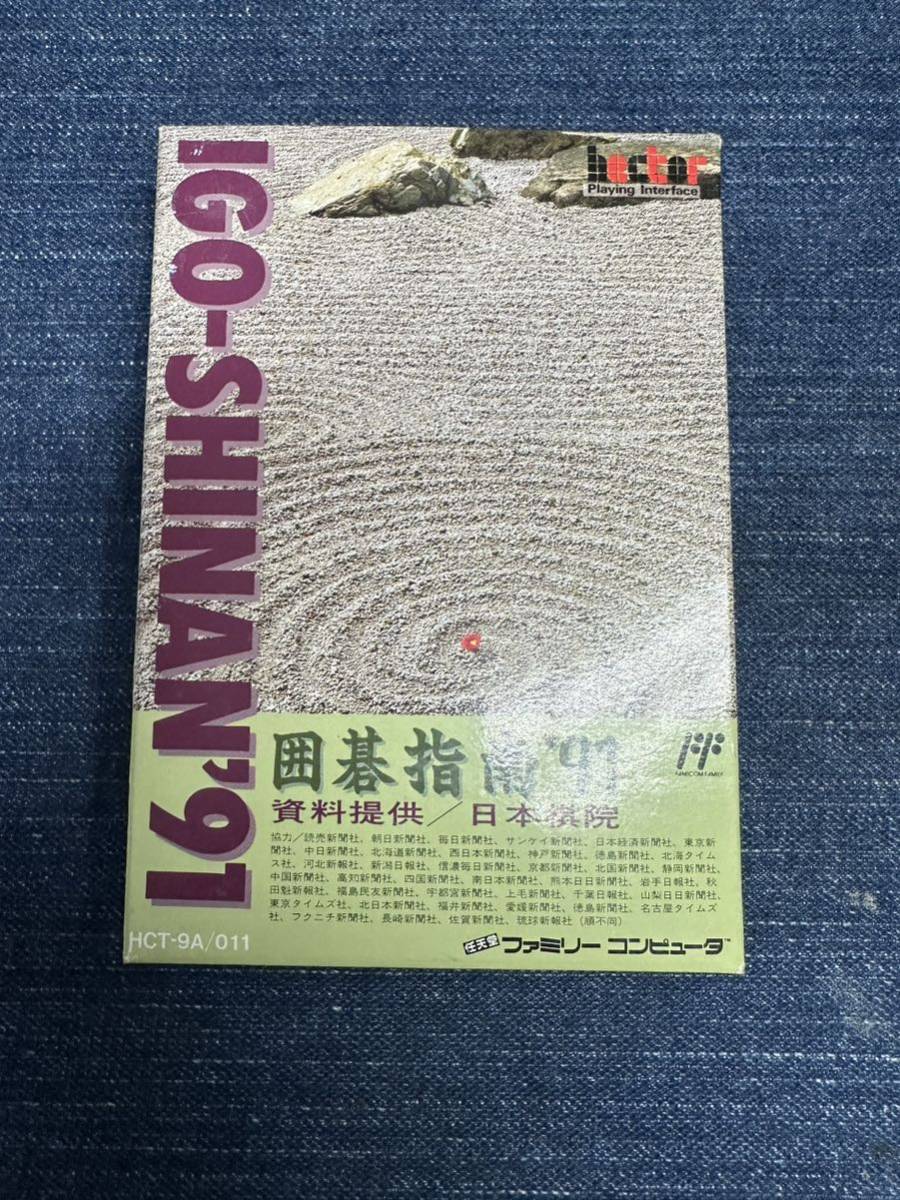 IGO-SHINAN'91
hector
Playing Interface
囲碁指南'91
FAMICOM FAMILY
資料提供/日本棋院
協力/読売新聞社、朝日新聞社、毎日新聞社、サンケイ新聞社、日本経済新聞社、東京新
聞社、中日新聞社、北海道新聞社、西日本新聞社、神戸新聞社、徳島新聞社、北海タイム
ス社、河北新報社、新潟日報社、信濃毎日新聞社、京都新聞社、北国新聞社、静岡新聞社、
中国新聞社、高知新聞社、四国新聞社、南日本新聞社、熊本日日新聞社、岩手日報社、秋
田魁新報社、福島民友新聞社、宇都宮新聞社、上毛新聞社、千葉日報社、山梨日日新聞社、
東京タイムズ社、北日本新聞社、福井新聞社、愛媛新聞社、徳島新聞社、名古屋タイムズ
社、フクニチ新聞社、長崎新聞社、佐賀新聞社、琉球新報社(順不同)
HCT-9A/011
任天堂 ファミリー コンピュータ™